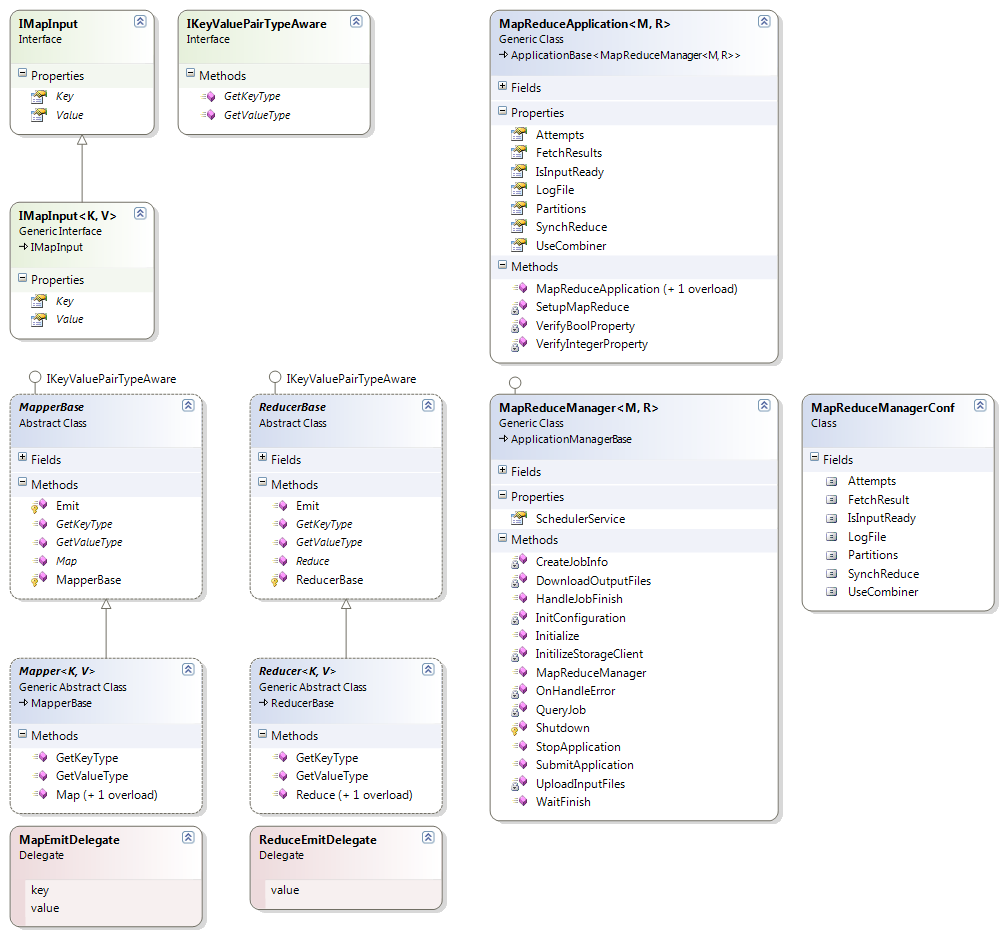 IMapInput
Interface
Properties
Key
Value
IKeyValuePairTypeAware
Interface
Methods
GetKeyType
GetValueType
MapReduceApplication<M, R>
Generic Class
ApplicationBase<MapReduceManager<M, R>>
Fields
Properties
Attempts
FetchResults
IsInputReady
LogFile
Partitions
SynchReduce
UseCombiner
Methods
MapReduceApplication (+ 1 overload)
SetupMapReduce
VerifyBoolProperty
VerifyIntegerProperty
IMapInput<K, V>
Generic Interface
IMapInput
Properties
Key
Value
IKeyValuePairTypeAware
MapperBase
Abstract Class
Fields
Methods
Emit
GetKeyType
GetValueType
Map
MapperBase
IKeyValuePairTypeAware
ReducerBase
Abstract Class
Fields
Methods
Emit
GetKeyType
GetValueType
Reduce
ReducerBase
MapReduceManager<M, R>
Generic Class
ApplicationManagerBase
Fields
Properties
SchedulerService
Methods
CreateJobInfo
DownloadOutputFiles
HandleJobFinish
InitConfiguration
Initialize
InitilizeStorageClient
MapReduceManager
OnHandleError
QueryJob
Shutdown
StopApplication
SubmitApplication
UploadInputFiles
WaitFinish
MapReduceManagerConf
Class
Fields
Attempts
FetchResult
IsInputReady
LogFile
Partitions
SynchReduce
UseCombiner
Mapper<K, V>
Generic Abstract Class
MapperBase
Methods
GetKeyType
GetValueType
Map (+ 1 overload)
Reducer<K, V>
Generic Abstract Class
ReducerBase
Methods
GetKeyType
GetValueType
Reduce (+ 1 overload)
MapEmitDelegate
Delegate
key
value
ReduceEmitDelegate
Delegate
value